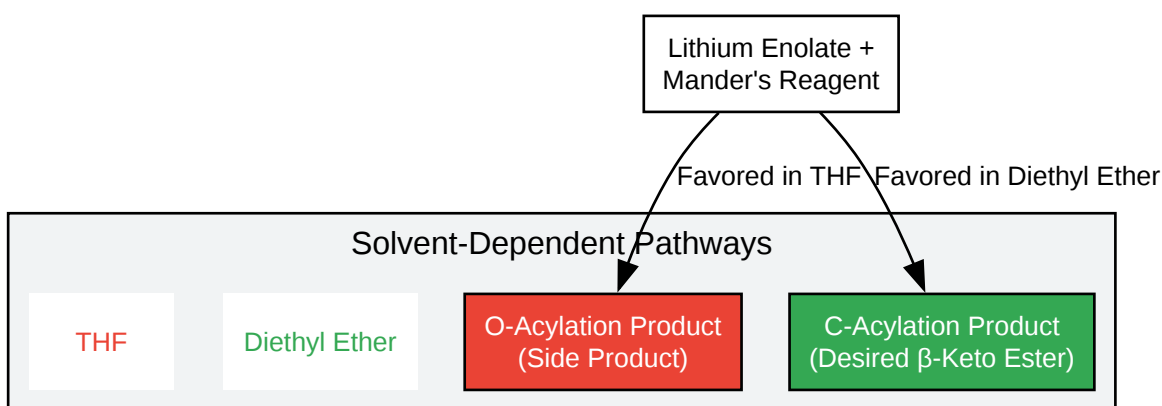 Lithium Enolate +
Mander's Reagent
Favored in THF
Favored in Diethyl Ether
Solvent-Dependent Pathways
THF
Diethyl Ether
O-Acylation Product
(Side Product)
C-Acylation Product
(Desired β-Keto Ester)